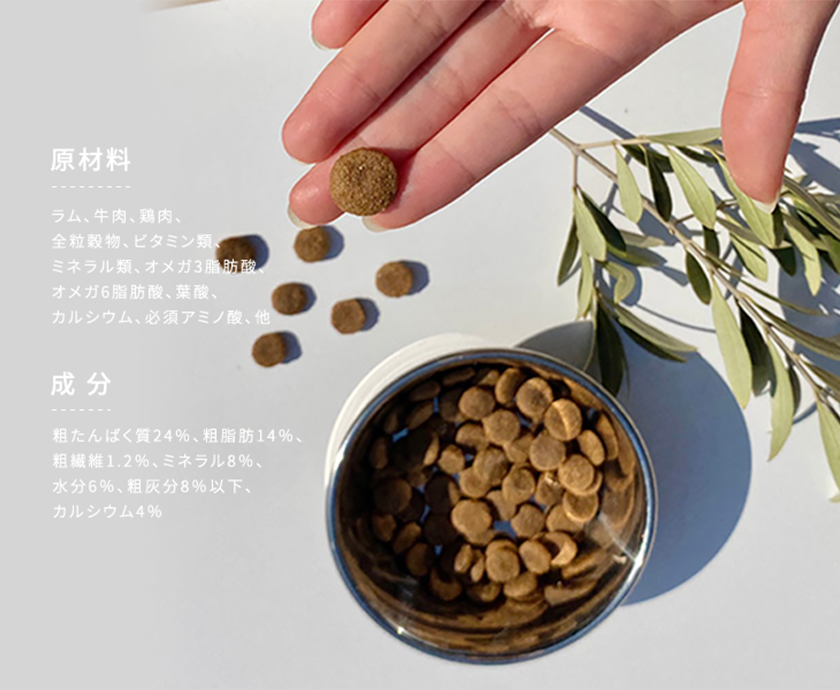 原材料
ラム、牛肉、鶏肉、
全粒穀物、ビタミン類、
ミネラル類、オメガ3脂肪酸、
オメガ6脂肪酸、葉酸、
カルシウム、必須アミノ酸、他
成分
粗たんぱく質24%、粗脂肪14%、
粗繊維1.2%、ミネラル8%、
水分6%、粗灰分8%以下、
カルシウム4%